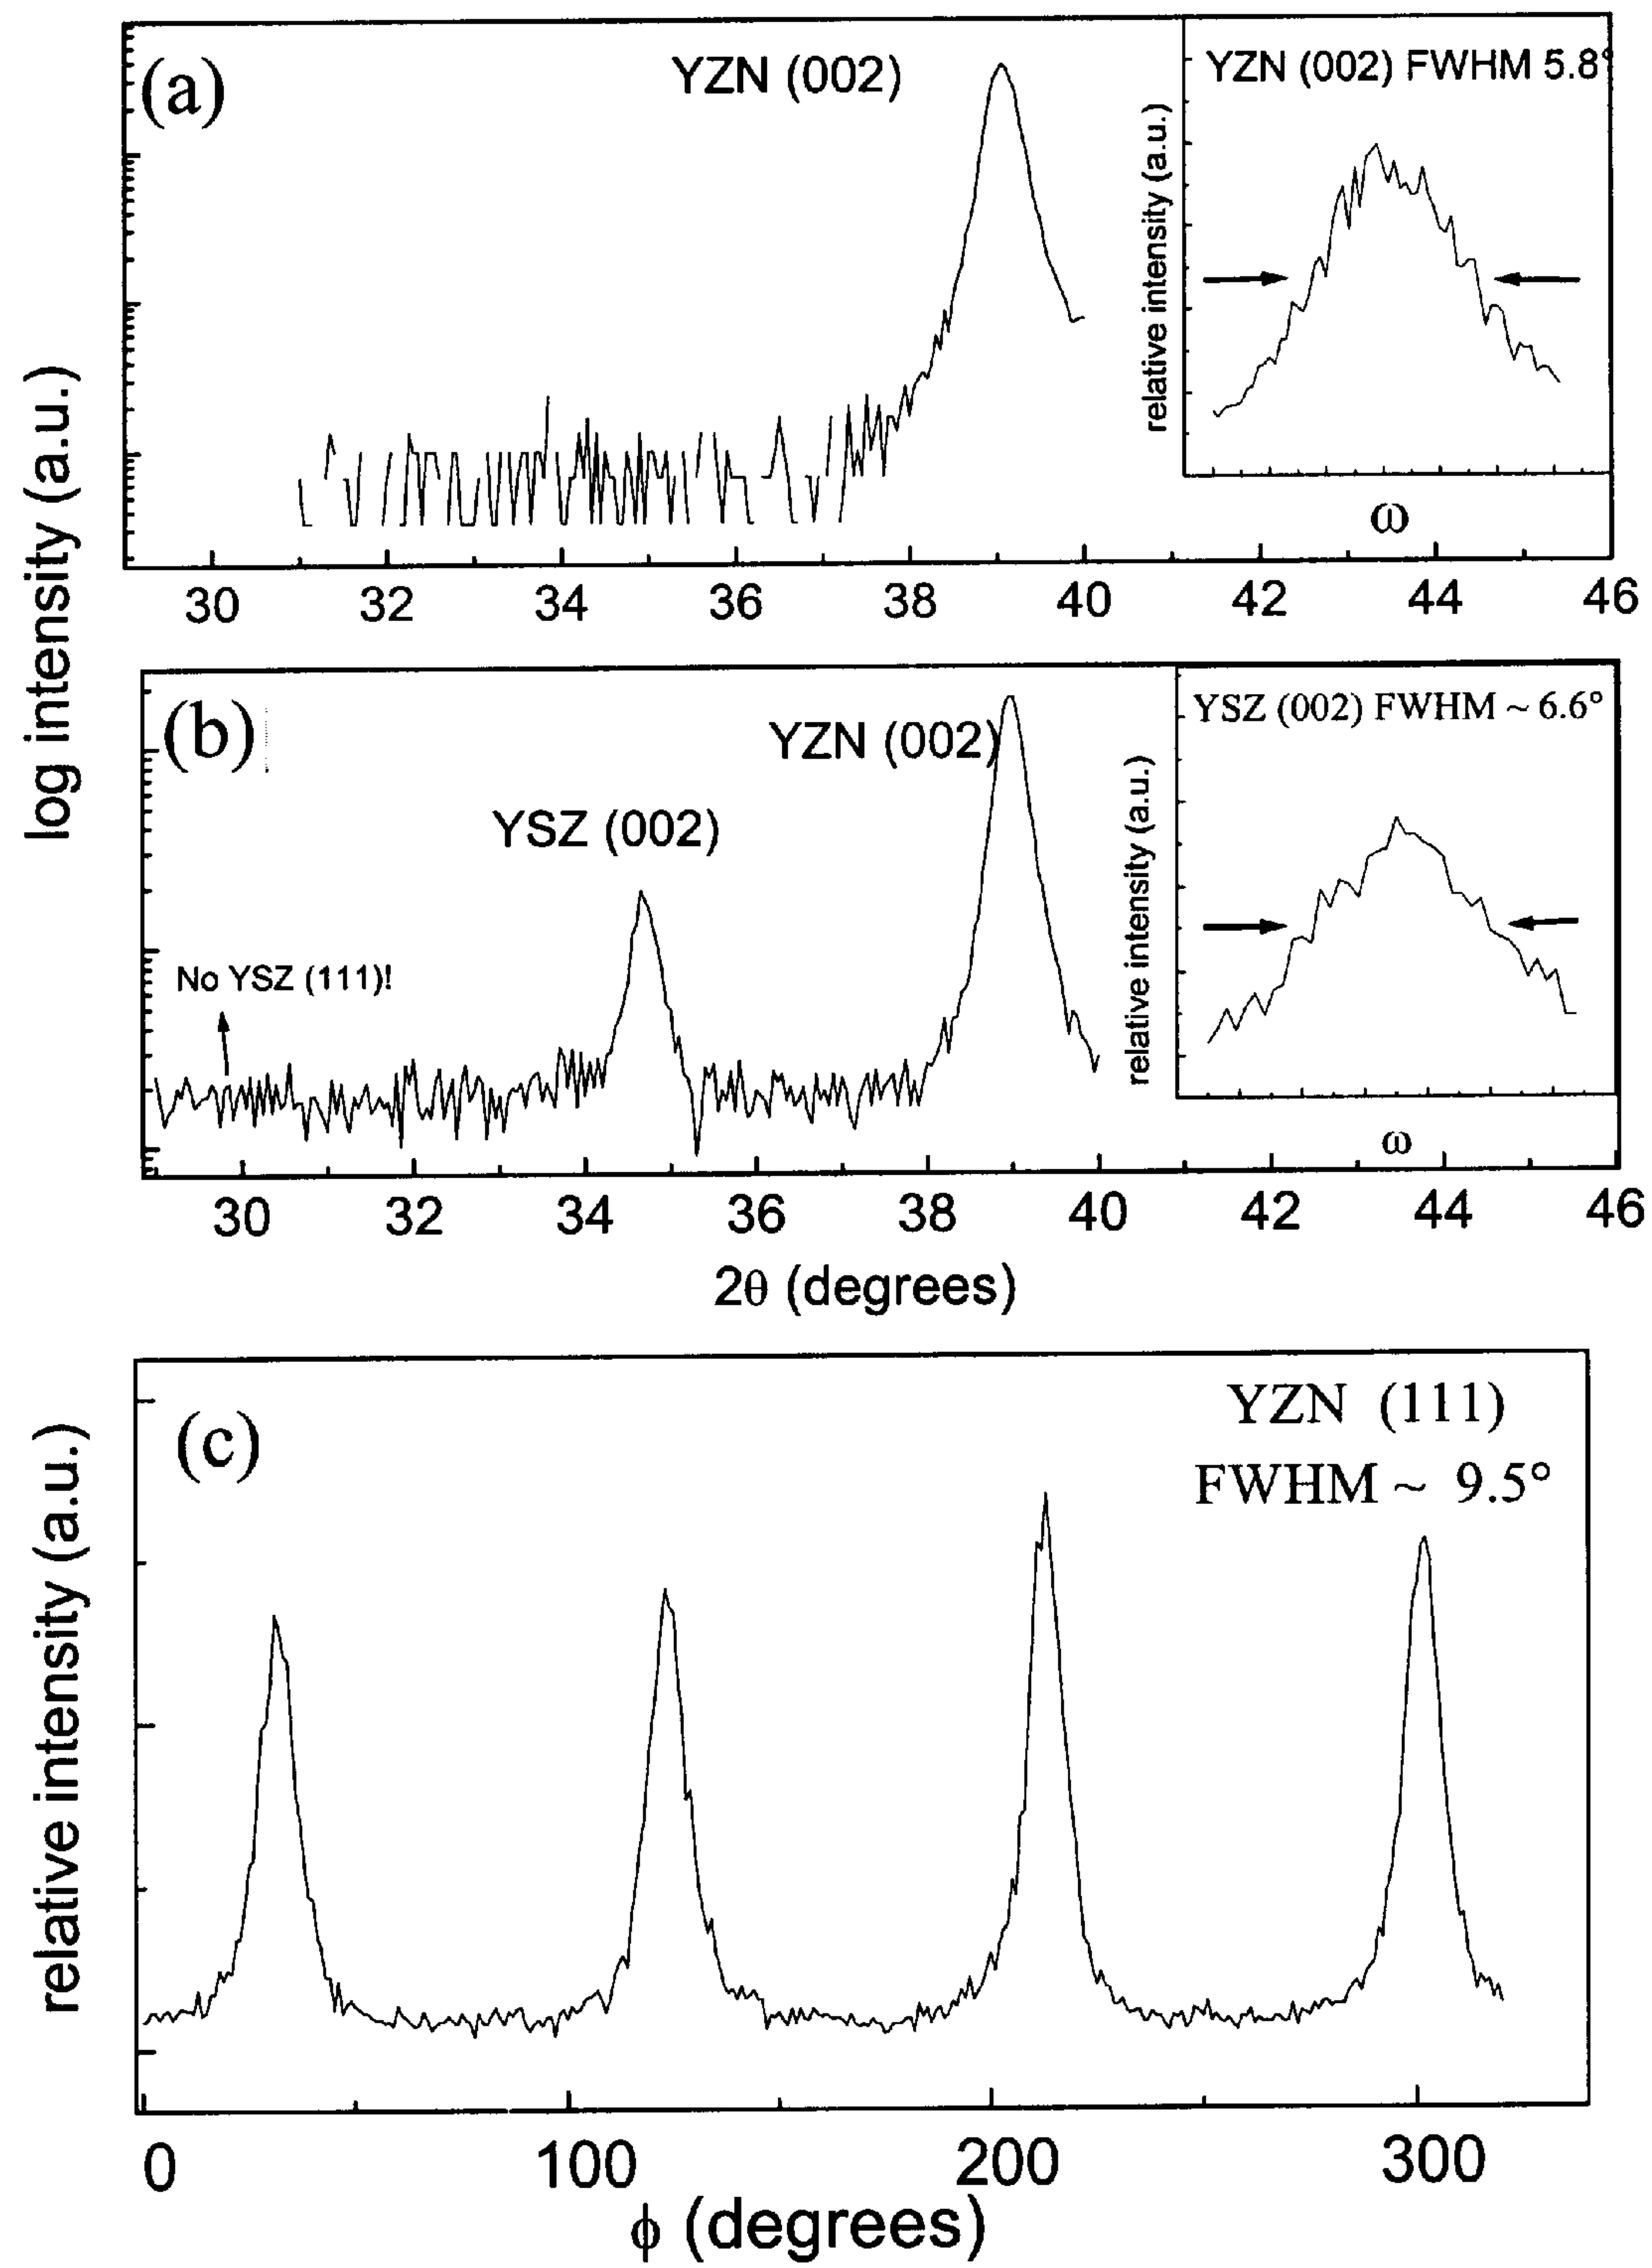 (a)
YZN (002)
YZN (002) FWHM 5.8°
relative intensity (a.u.)
ω
30 32 34 36 38 40 42 44 46
log intensity (a.u.)
(b)
YZN (002)
YSZ (002)
No YSZ (111)!
YSZ (002) FWHM ~ 6.6°
relative intensity (a.u.)
ω
30 32 34 36 38 40 42 44 46
2θ (degrees)
(c)
YZN (111)
FWHM ~ 9.5°
relative intensity (a.u.)
0 100 200 300
ϕ (degrees)